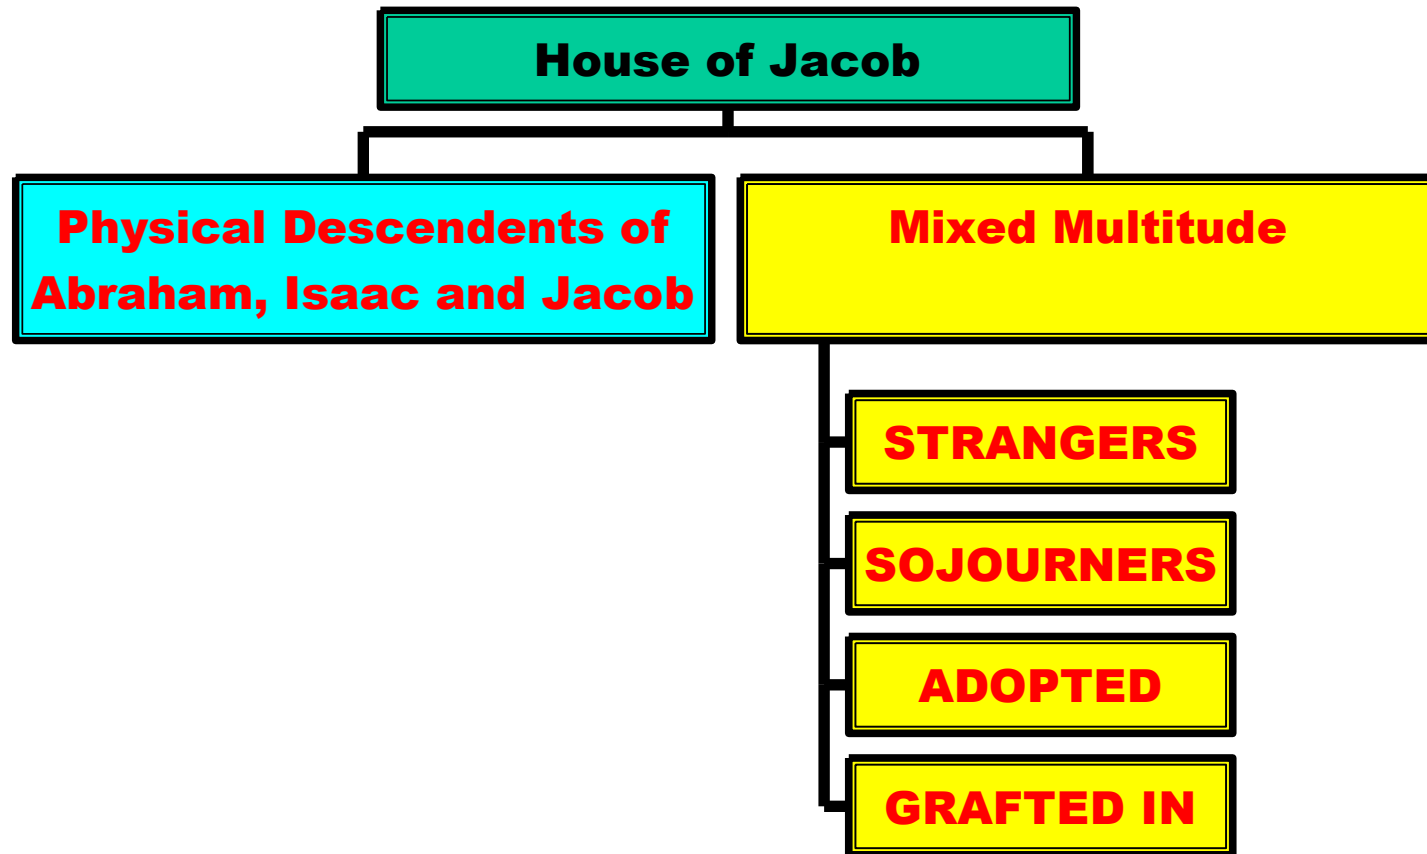 House of Jacob
Physical Descendents of
Abraham, Isaac and Jacob
Mixed Multitude
STRANGERS
SOJOURNERS
ADOPTED
GRAFTED IN